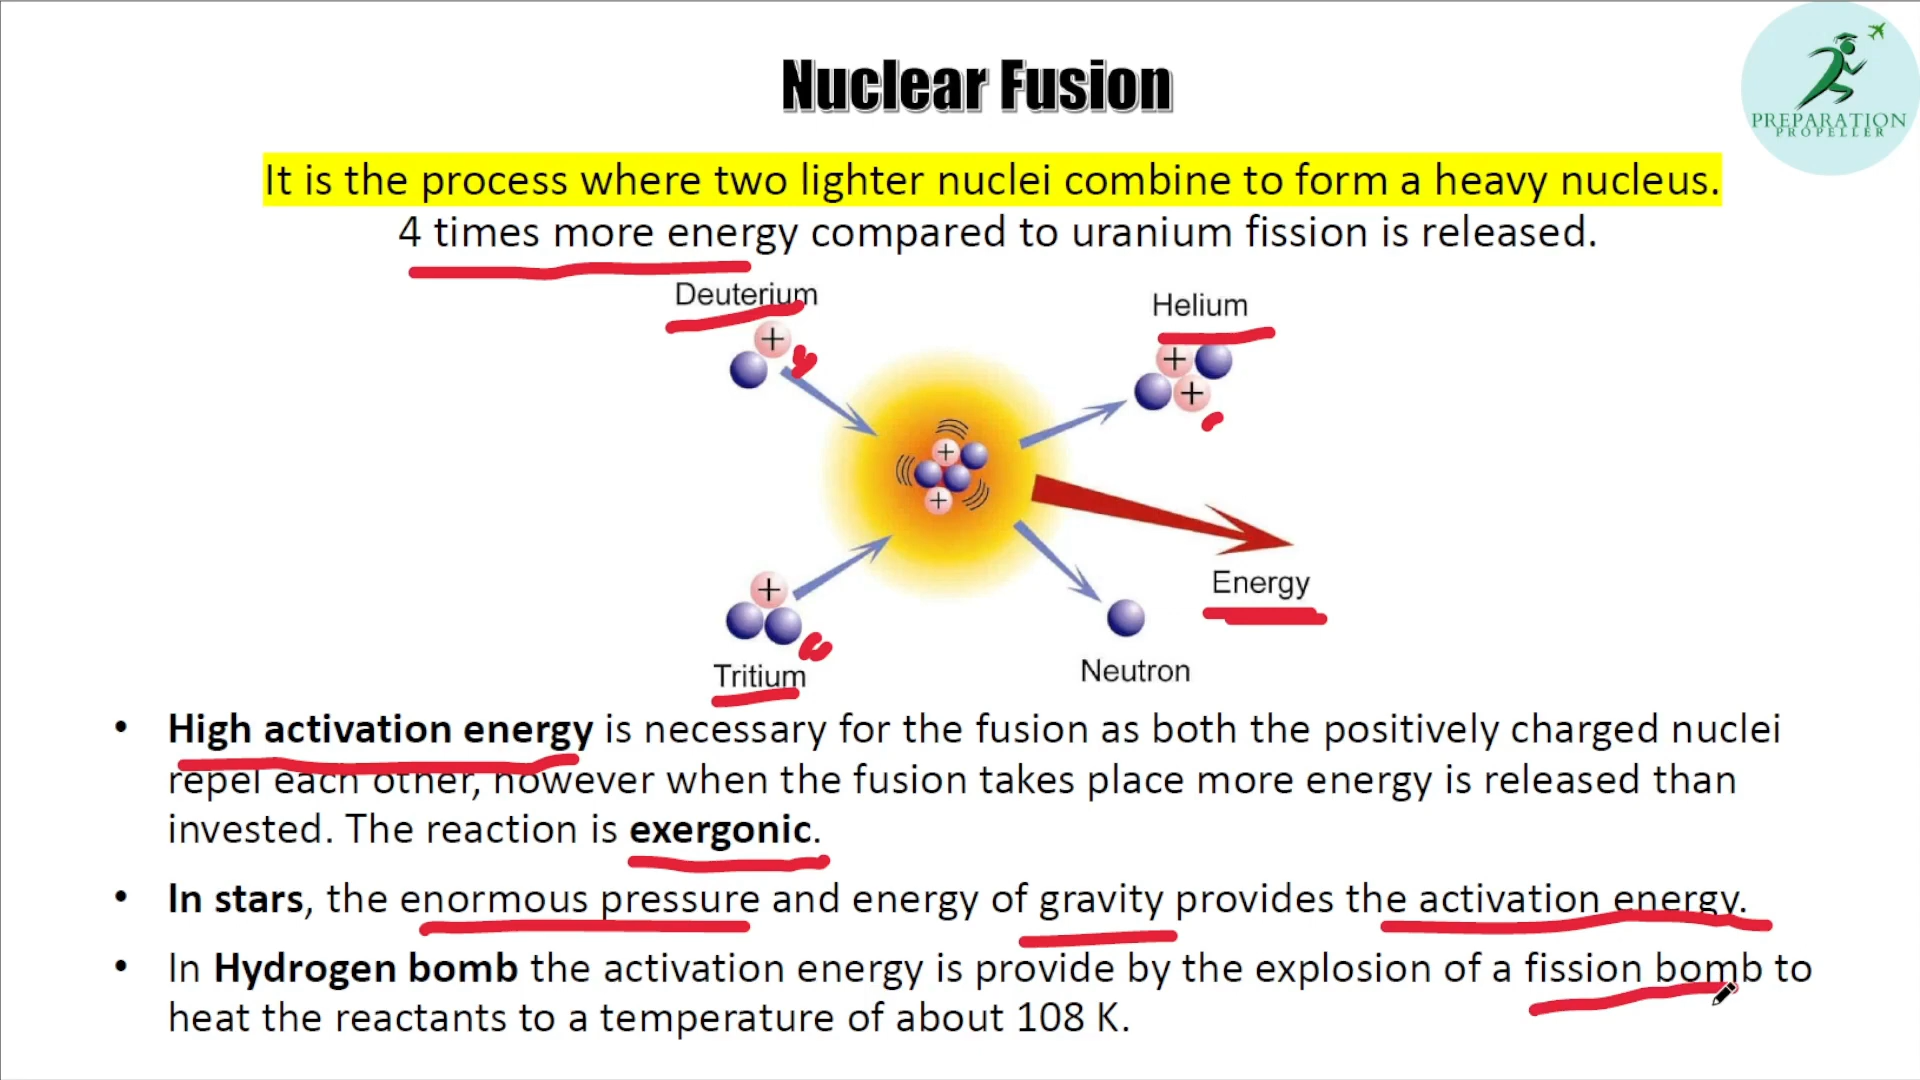 Nuclear Fusion
PREPARATION
PROPELLER
It is the process where two lighter nuclei combine to form a heavy nucleus.
4 times more energy compared to uranium fission is released.
Deuterium
Helium
+
+
+
+
+
+
Energy
Tritium
Neutron
• High activation energy is necessary for the fusion as both the positively charged nuclei
repel each other, however when the fusion takes place more energy is released than
invested. The reaction is exergonic.
• In stars, the enormous pressure and energy of gravity provides the activation energy.
• In Hydrogen bomb the activation energy is provide by the explosion of a fission bomb to
heat the reactants to a temperature of about 108 K.